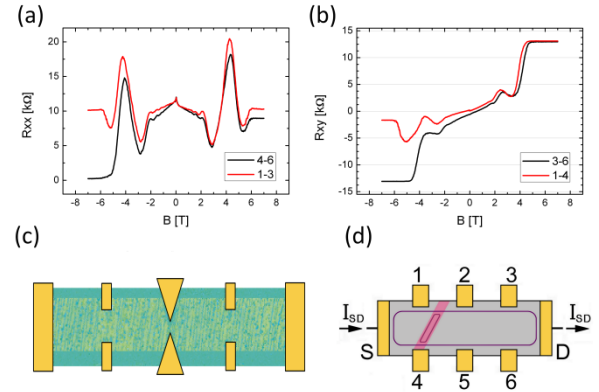 (a)
Rxx [kΩ]
20
15
10
5
0
-8 -6 -4 -2 0 2 4 6 8
B [T]
4-6
1-3
(b)
Rxy [kΩ]
15
10
5
0
-5
-10
-15
-8 -6 -4 -2 0 2 4 6 8
B [T]
3-6
1-4
(c)
(d)
1 2 3
I_SD I_SD
S D
4 5 6